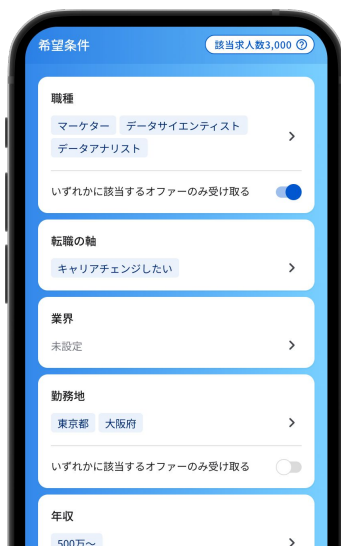 希望条件
該当求人数3,000 ?
職種
マーケター データサイエンティスト
データアナリスト
いずれかに該当するオファーのみ受け取る
転職の軸
キャリアチェンジしたい
業界
未設定
勤務地
東京都 大阪府
いずれかに該当するオファーのみ受け取る
年収
500万〜